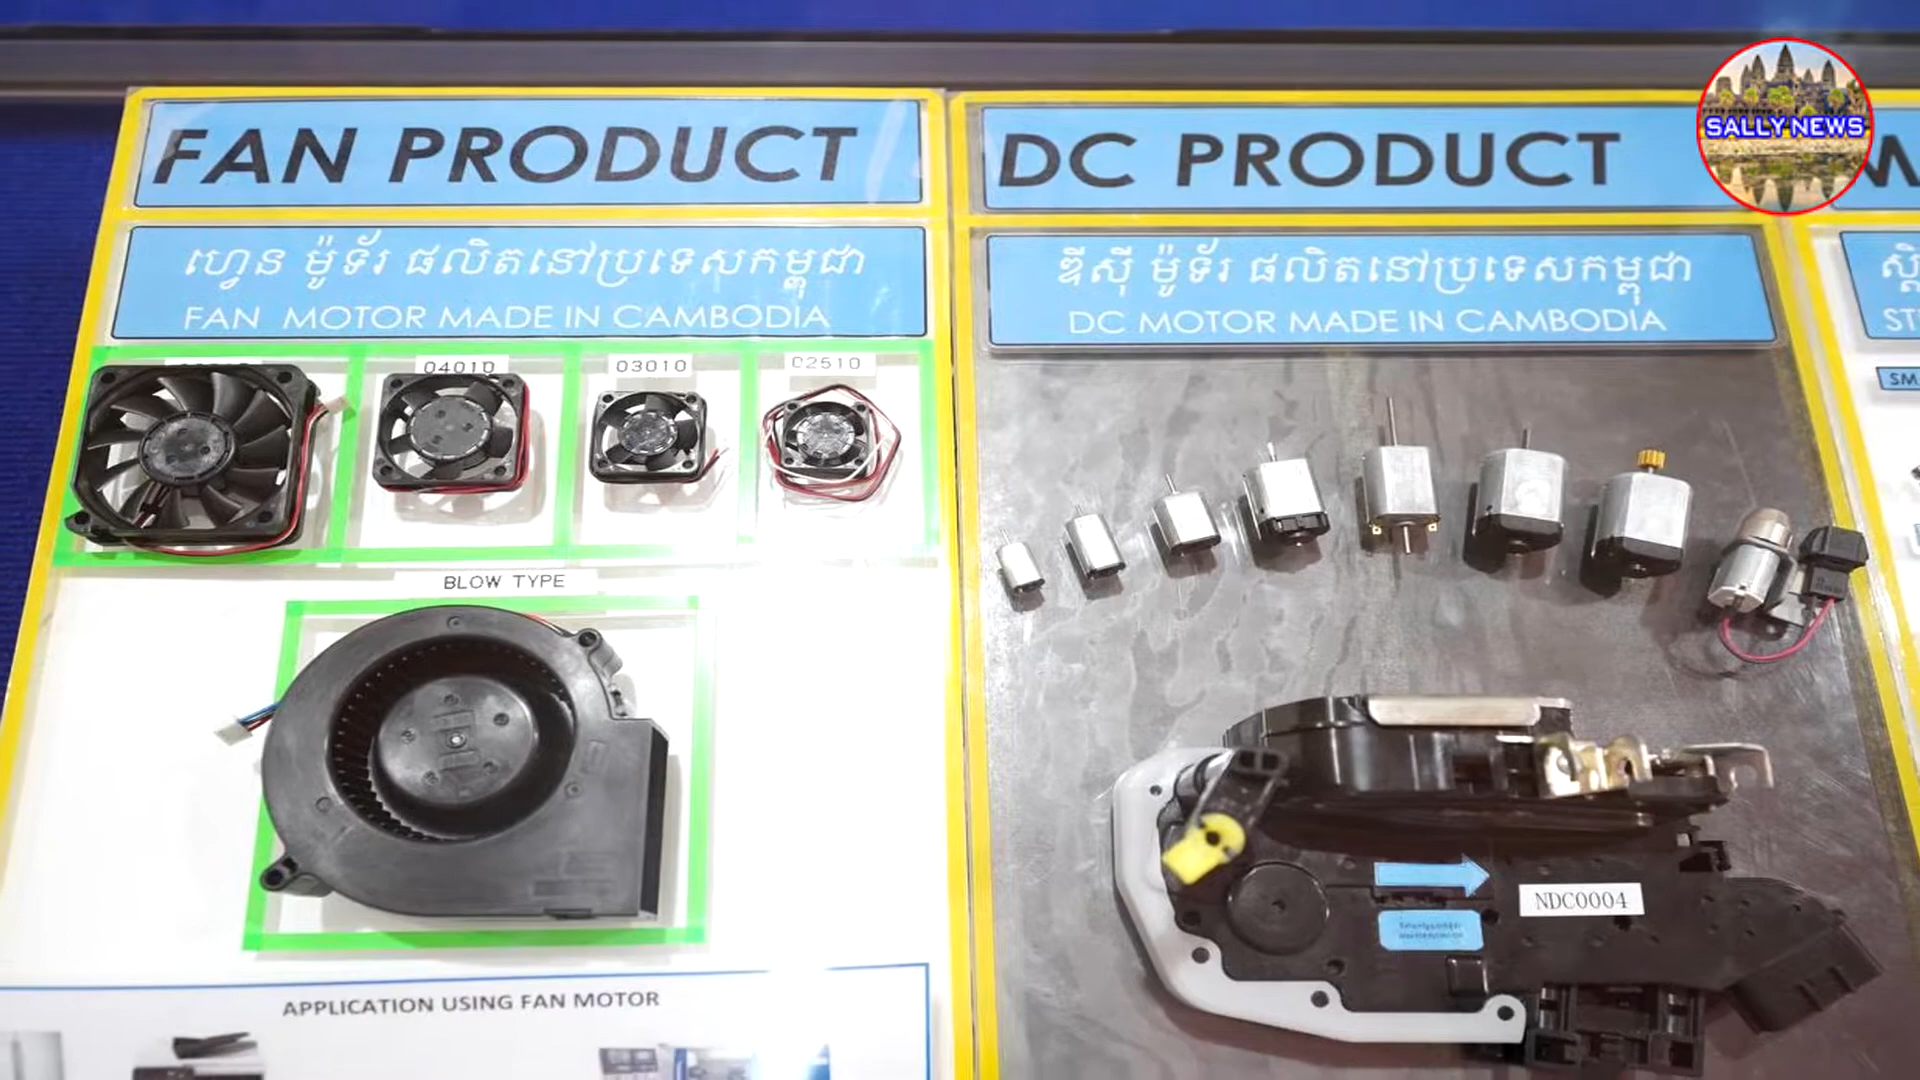 FAN PRODUCT
ហ្វេន ម៉ូទ័រ ផលិតនៅប្រទេសកម្ពុជា
FAN MOTOR MADE IN CAMBODIA
04010
03010
02510
BLOW TYPE
APPLICATION USING FAN MOTOR
DC PRODUCT
ឌីស៊ី ម៉ូទ័រ ផលិតនៅប្រទេសកម្ពុជា
DC MOTOR MADE IN CAMBODIA
NDC0004
SALLY NEWS
M
ST
SM